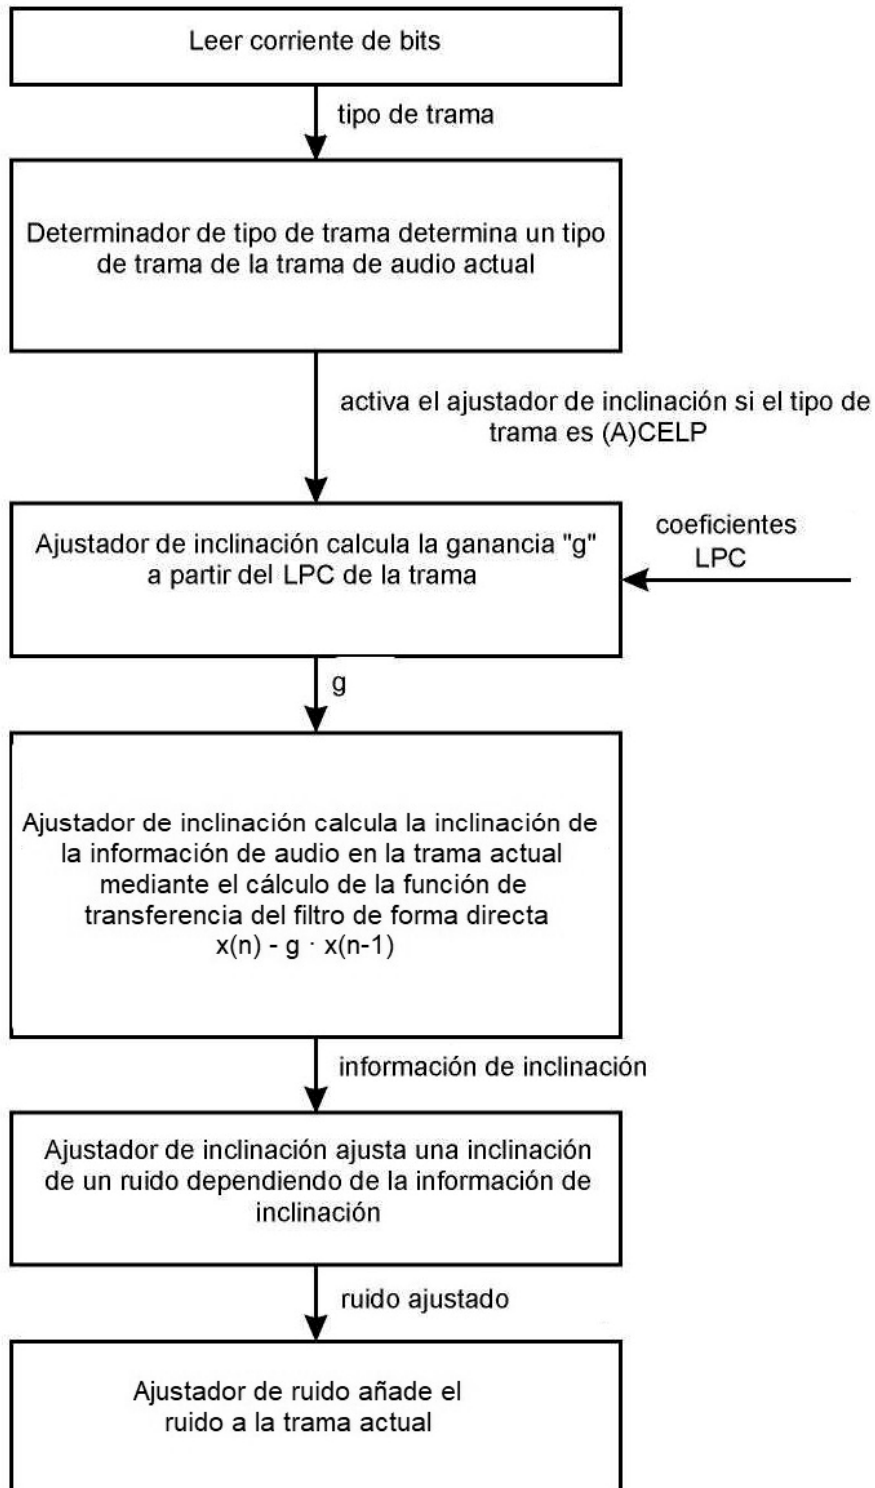 Leer corriente de bits
tipo de trama
Determinador de tipo de trama determina un tipo
de trama de la trama de audio actual
activa el ajustador de inclinación si el tipo de
trama es (A)CELP
Ajustador de inclinación calcula la ganancia "g"
a partir del LPC de la trama
coeficientes
LPC
g
Ajustador de inclinación calcula la inclinación de
la información de audio en la trama actual
mediante el cálculo de la función de
transferencia del filtro de forma directa
x(n) - g · x(n-1)
información de inclinación
Ajustador de inclinación ajusta una inclinación
de un ruido dependiendo de la información de
inclinación
ruido ajustado
Ajustador de ruido añade el
ruido a la trama actual